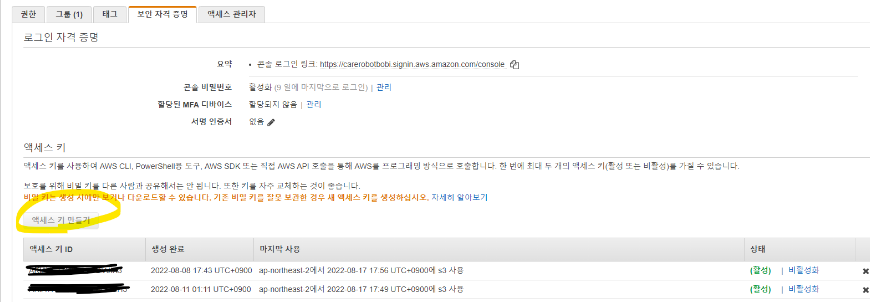 권한
그룹 (1)
태그
보안 자격 증명
액세스 관리자
로그인 자격 증명
요약
• 콘솔 로그인 링크: https://carerobotbobi.signin.aws.amazon.com/console
콘솔 비밀번호 활성화 (9 일에 마지막으로 로그인) | 관리
할당된 MFA 디바이스 할당되지 않음 | 관리
서명 인증서 없음
액세스 키
액세스 키를 사용하여 AWS CLI, PowerShell용 도구, AWS SDK 또는 직접 AWS API 호출을 통해 AWS를 프로그래밍 방식으로 호출합니다. 한 번에 최대 두 개의 액세스 키(활성 또는 비활성)를 가질 수 있습니다.
보호를 위해 비밀 키를 다른 사람과 공유해서는 안 됩니다. 또한 키를 자주 교체하는 것이 좋습니다.
비밀 키는 생성 시에만 보거나 다운로드할 수 있습니다. 기존 비밀 키를 잘못 보관한 경우 새 액세스 키를 생성하십시오. 자세히 알아보기
액세스 키 만들기
액세스 키 ID 생성 완료 마지막 사용 상태
2022-08-08 17:43 UTC+0900 ap-northeast-2에서 2022-08-17 17:56 UTC+0900에 s3 사용 (활성) | 비활성화
2022-08-11 01:11 UTC+0900 ap-northeast-2에서 2022-08-17 17:49 UTC+0900에 s3 사용 (활성) | 비활성화